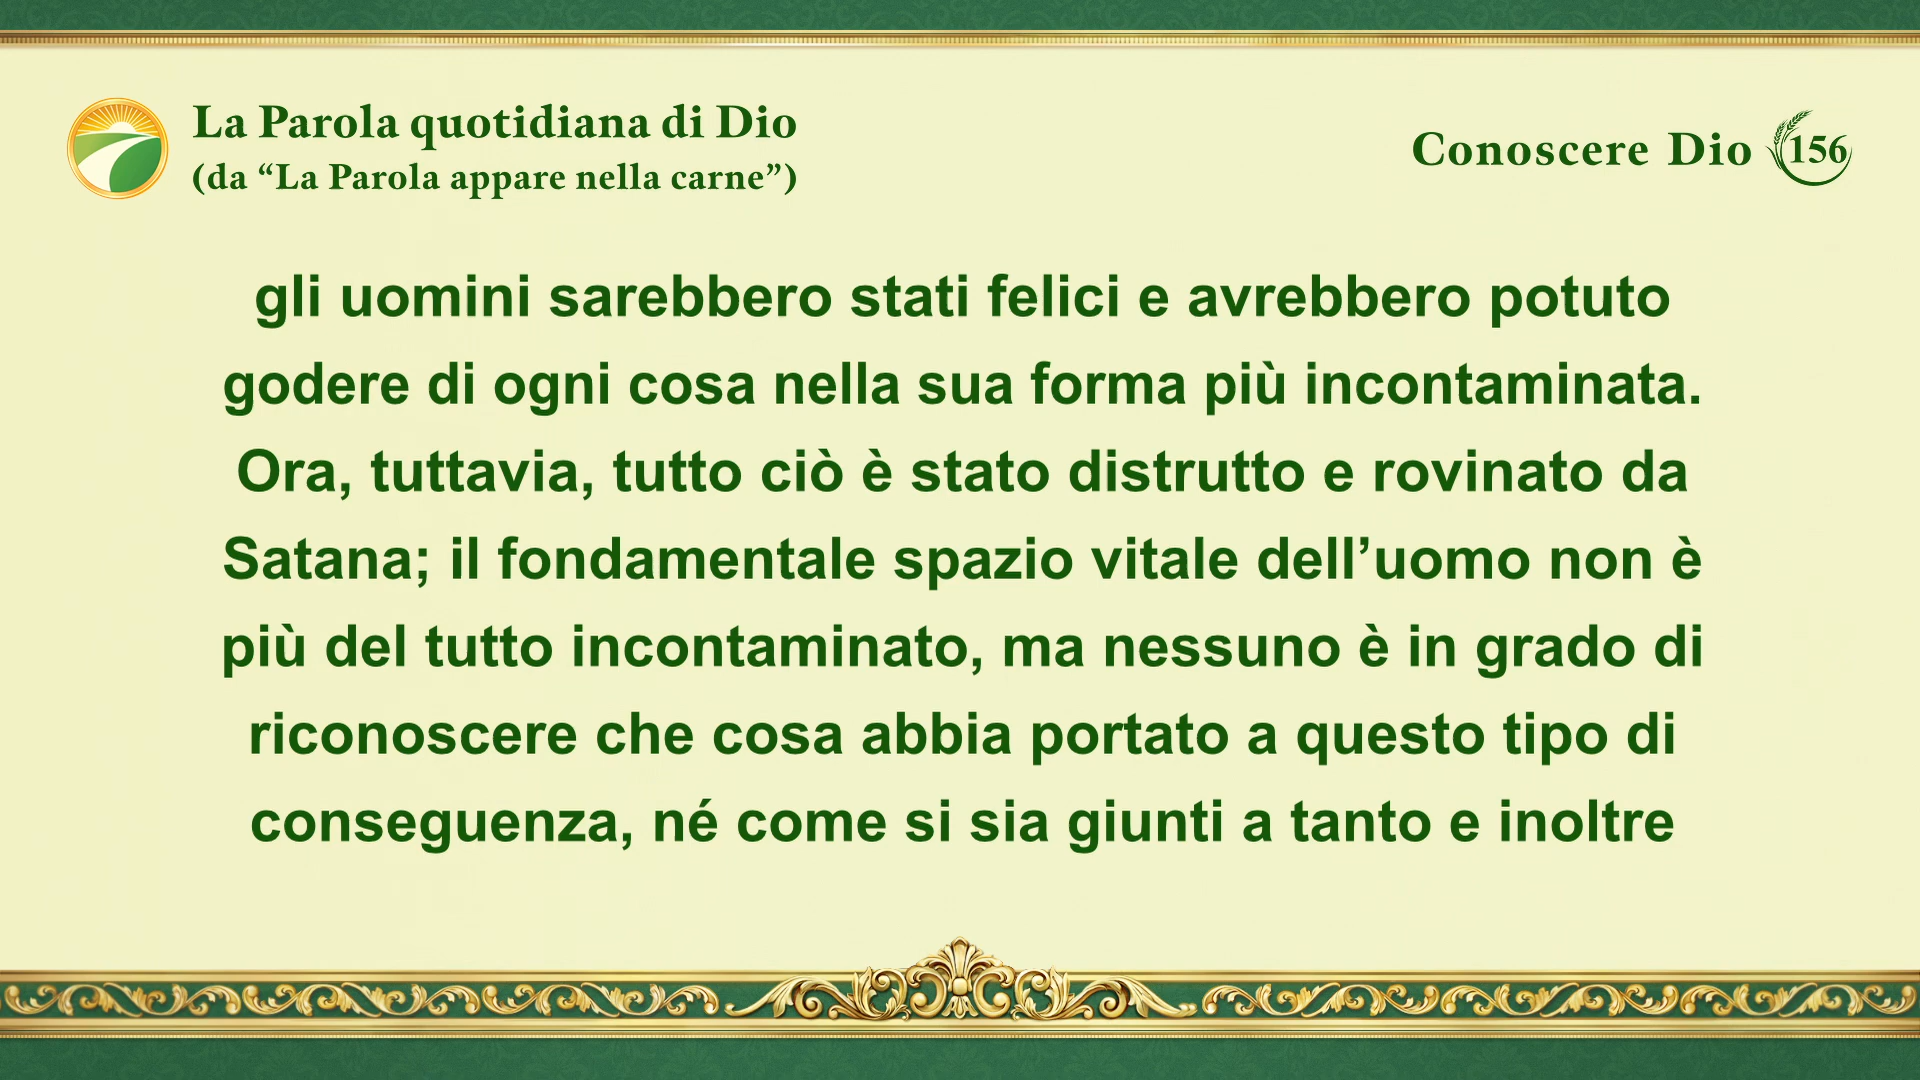 La Parola quotidiana di Dio
(da “La Parola appare nella carne”)
Conoscere Dio 156
gli uomini sarebbero stati felici e avrebbero potuto
godere di ogni cosa nella sua forma più incontaminata.
Ora, tuttavia, tutto ciò è stato distrutto e rovinato da
Satana; il fondamentale spazio vitale dell’uomo non è
più del tutto incontaminato, ma nessuno è in grado di
riconoscere che cosa abbia portato a questo tipo di
conseguenza, né come si sia giunti a tanto e inoltre